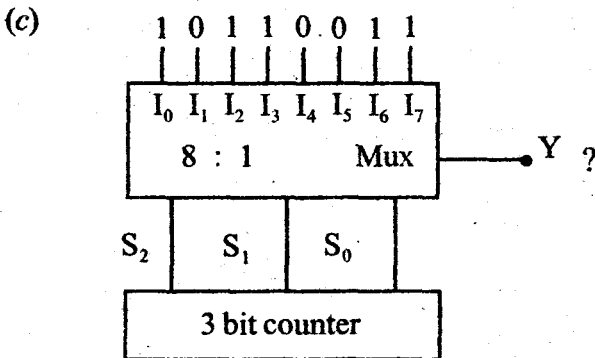 (c)
1 0 1 1 0 0 1 1
I₀ I₁ I₂ I₃ I₄ I₅ I₆ I₇
8 : 1 Mux
Y ?
S₂ S₁ S₀
3 bit counter